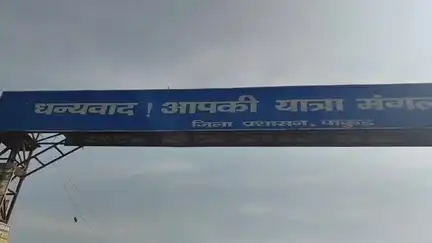 धन्यवाद ! आपकी यात्रा मंगल
जिला प्रशासन, पाकुड़